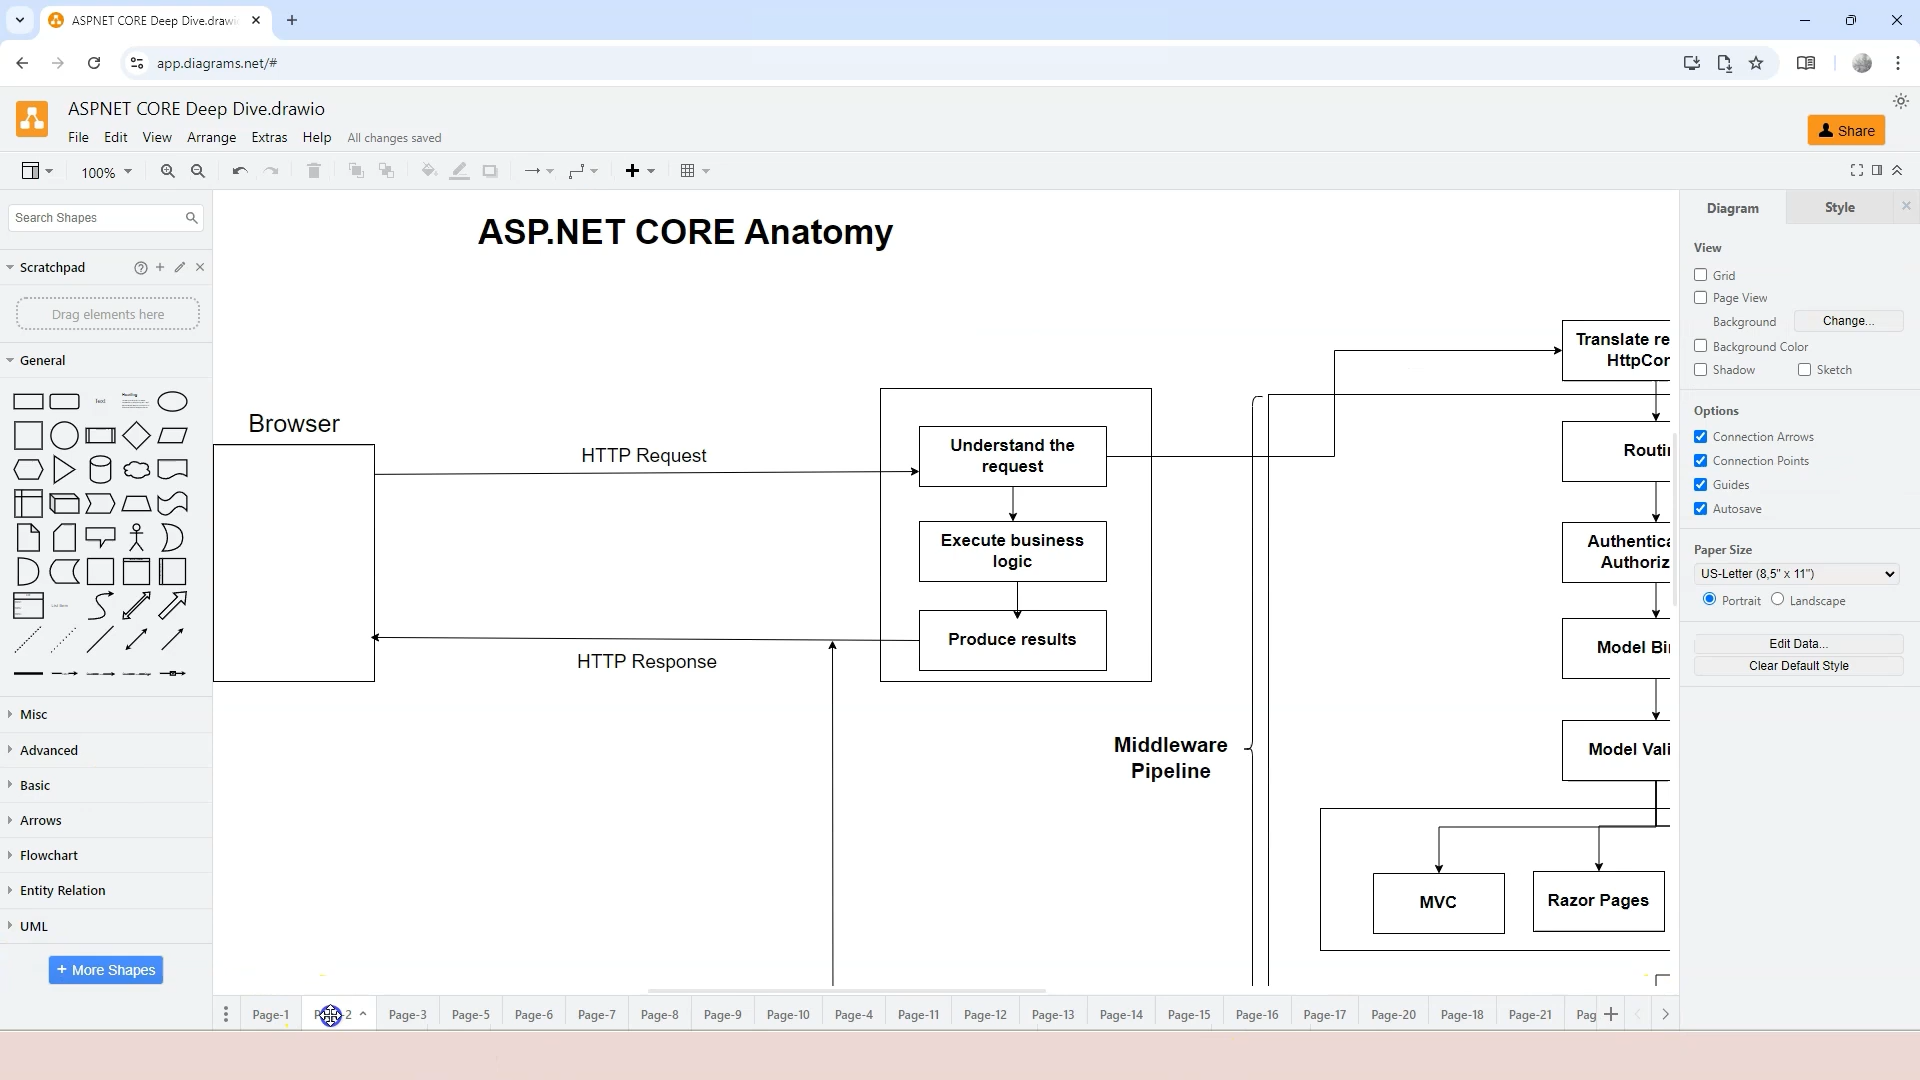 ASPNET CORE Deep Dive.drawi
app.diagrams.net/#
ASPNET CORE Deep Dive.drawio
File Edit View Arrange Extras Help All changes saved
Share
100%
Search Shapes
Scratchpad
Drag elements here
General
Text
Heading
Misc
Advanced
Basic
Arrows
Flowchart
Entity Relation
UML
+ More Shapes
ASP.NET CORE Anatomy
Browser
HTTP Request
HTTP Response
Understand the
request
Execute business
logic
Produce results
Middleware
Pipeline
Translate re
HttpCor
Routi
Authentica
Authoriz
Model Bi
Model Vali
MVC
Razor Pages
Diagram
Style
View
Grid
Page View
Background
Change...
Background Color
Shadow
Sketch
Options
Connection Arrows
Connection Points
Guides
Autosave
Paper Size
US-Letter (8,5" x 11")
Portrait
Landscape
Edit Data...
Clear Default Style
Page-1 Page-3 Page-5 Page-6 Page-7 Page-8 Page-9 Page-10 Page-4 Page-11 Page-12 Page-13 Page-14 Page-15 Page-16 Page-17 Page-20 Page-18 Page-21 Pag